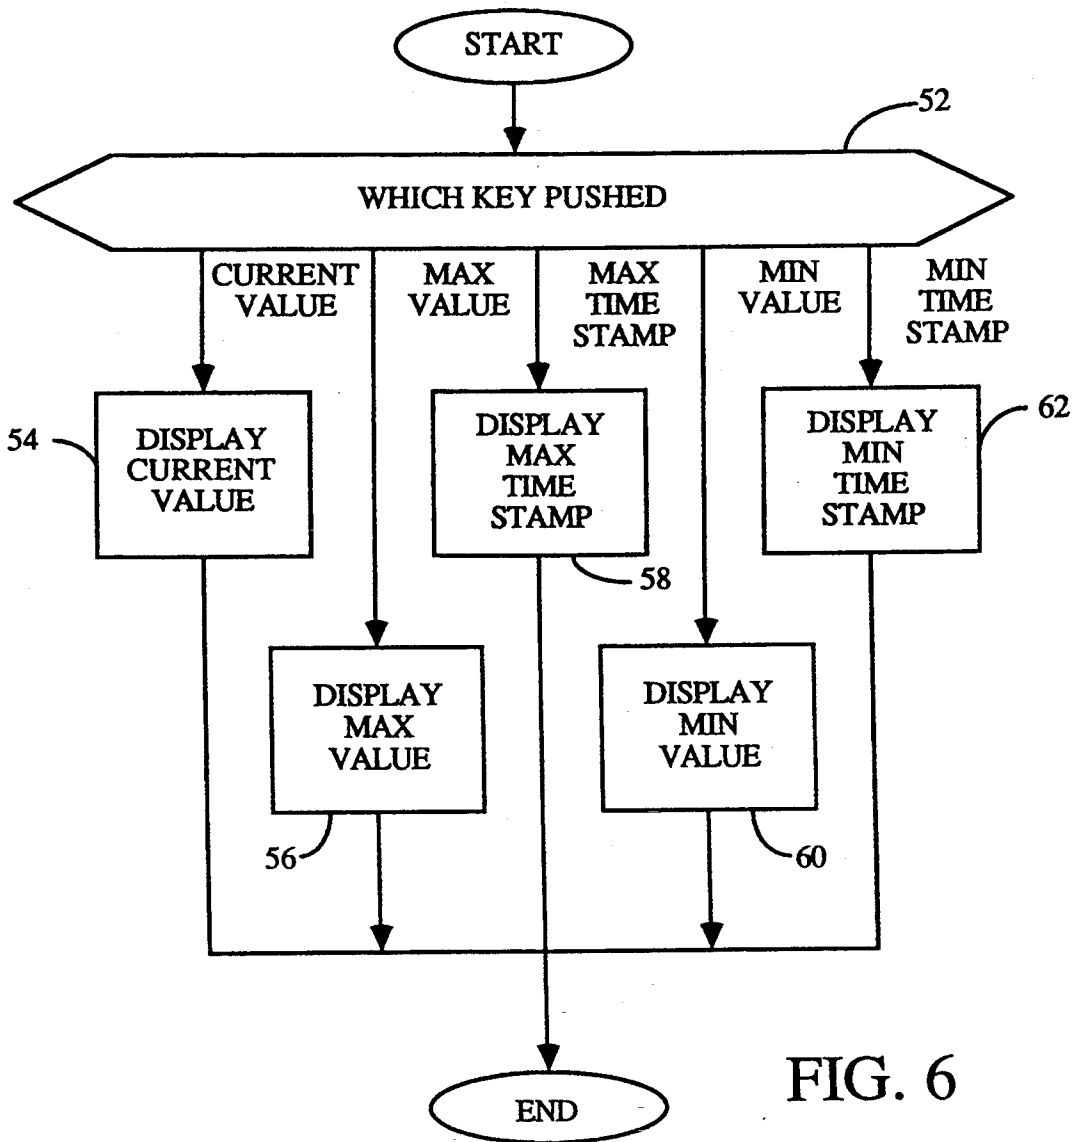 START
52
WHICH KEY PUSHED
CURRENT
VALUE
MAX
VALUE
MAX
TIME
STAMP
MIN
VALUE
MIN
TIME
STAMP
54
DISPLAY
CURRENT
VALUE
DISPLAY
MAX
TIME
STAMP
58
DISPLAY
MIN
TIME
STAMP
62
DISPLAY
MAX
VALUE
56
DISPLAY
MIN
VALUE
60
END
FIG. 6